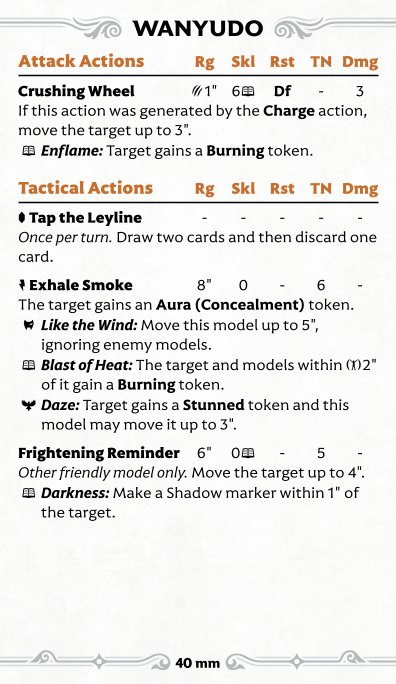 WANYUDO
Attack Actions Rg Skl Rst TN Dmg
Crushing Wheel 1" 6 Df - 3
If this action was generated by the Charge action,
move the target up to 3".
Enflame: Target gains a Burning token.
Tactical Actions Rg Skl Rst TN Dmg
Tap the Leyline - - - - -
Once per turn. Draw two cards and then discard one
card.
Exhale Smoke 8" 0 - 6 -
The target gains an Aura (Concealment) token.
Like the Wind: Move this model up to 5",
ignoring enemy models.
Blast of Heat: The target and models within 2"
of it gain a Burning token.
Daze: Target gains a Stunned token and this
model may move it up to 3".
Frightening Reminder 6" 0 - 5 -
Other friendly model only. Move the target up to 4".
Darkness: Make a Shadow marker within 1" of
the target.
40 mm